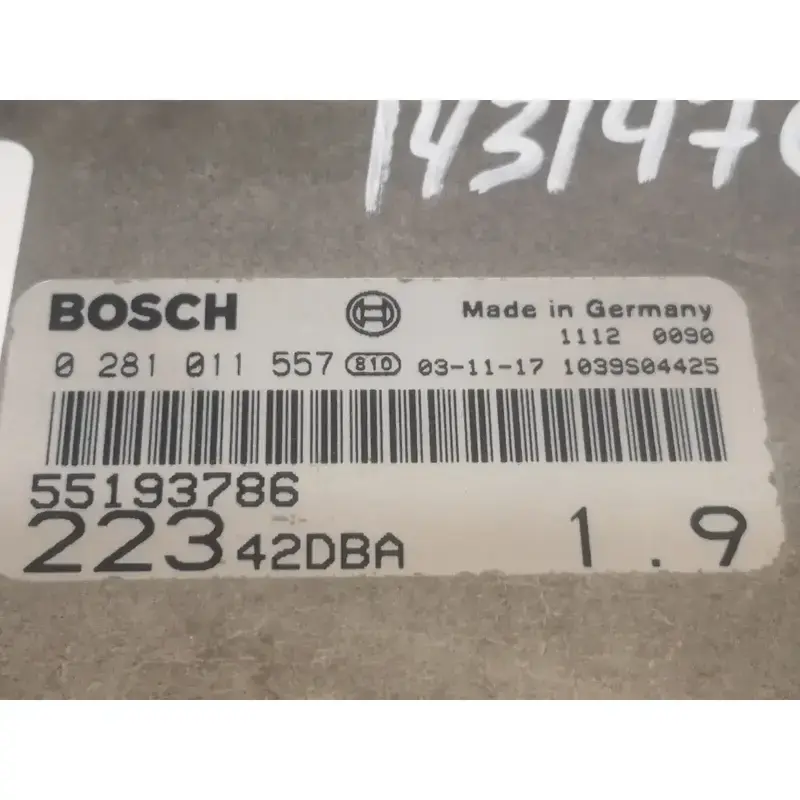 143147
BOSCH
Made in Germany
1112 0090
0 281 011 557 810 03-11-17 1039S04425
55193786
223 42DBA 1.9